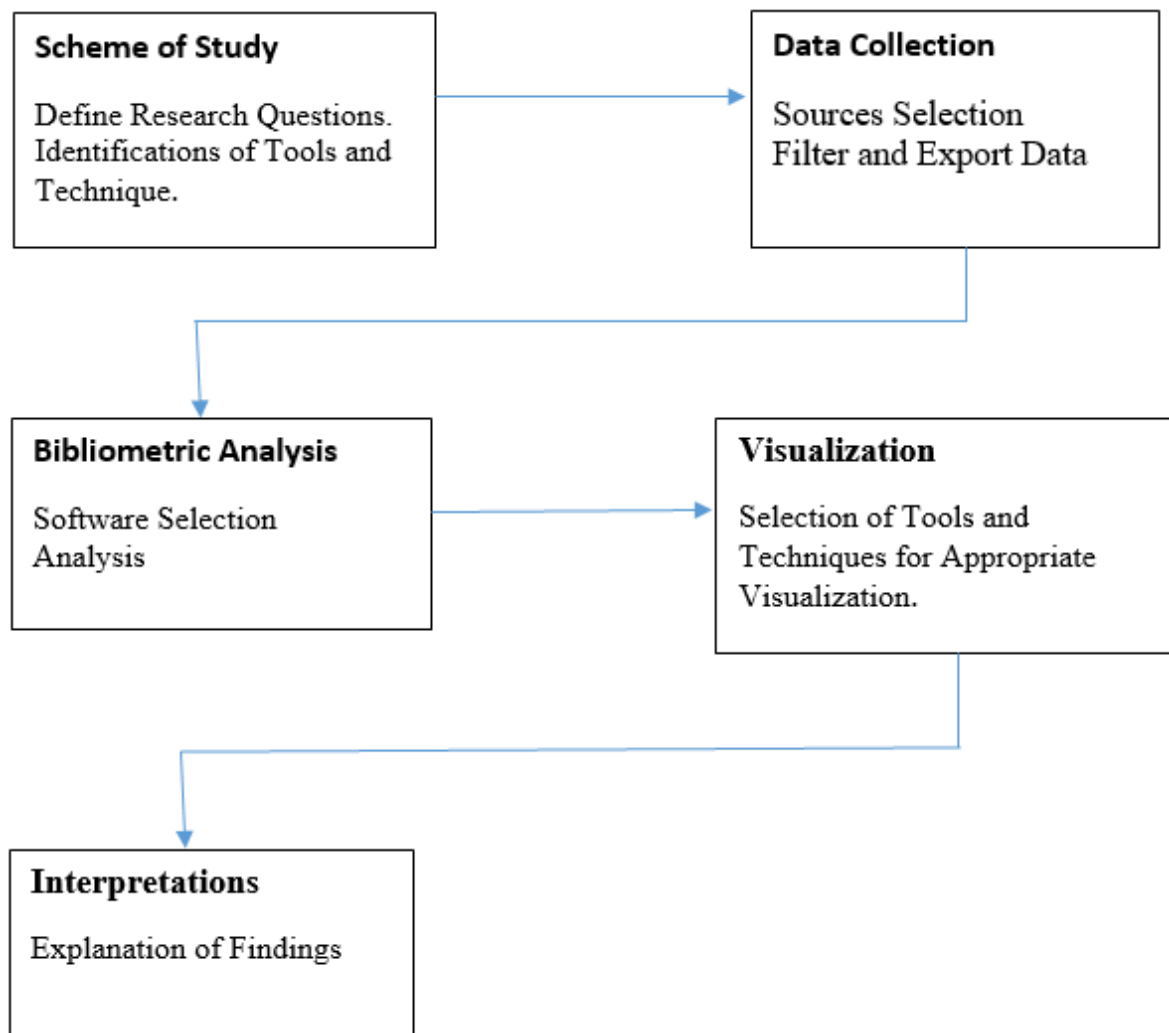 Scheme of Study
Define Research Questions.
Identifications of Tools and
Technique.
Data Collection
Sources Selection
Filter and Export Data
Bibliometric Analysis
Software Selection
Analysis
Visualization
Selection of Tools and
Techniques for Appropriate
Visualization.
Interpretations
Explanation of Findings